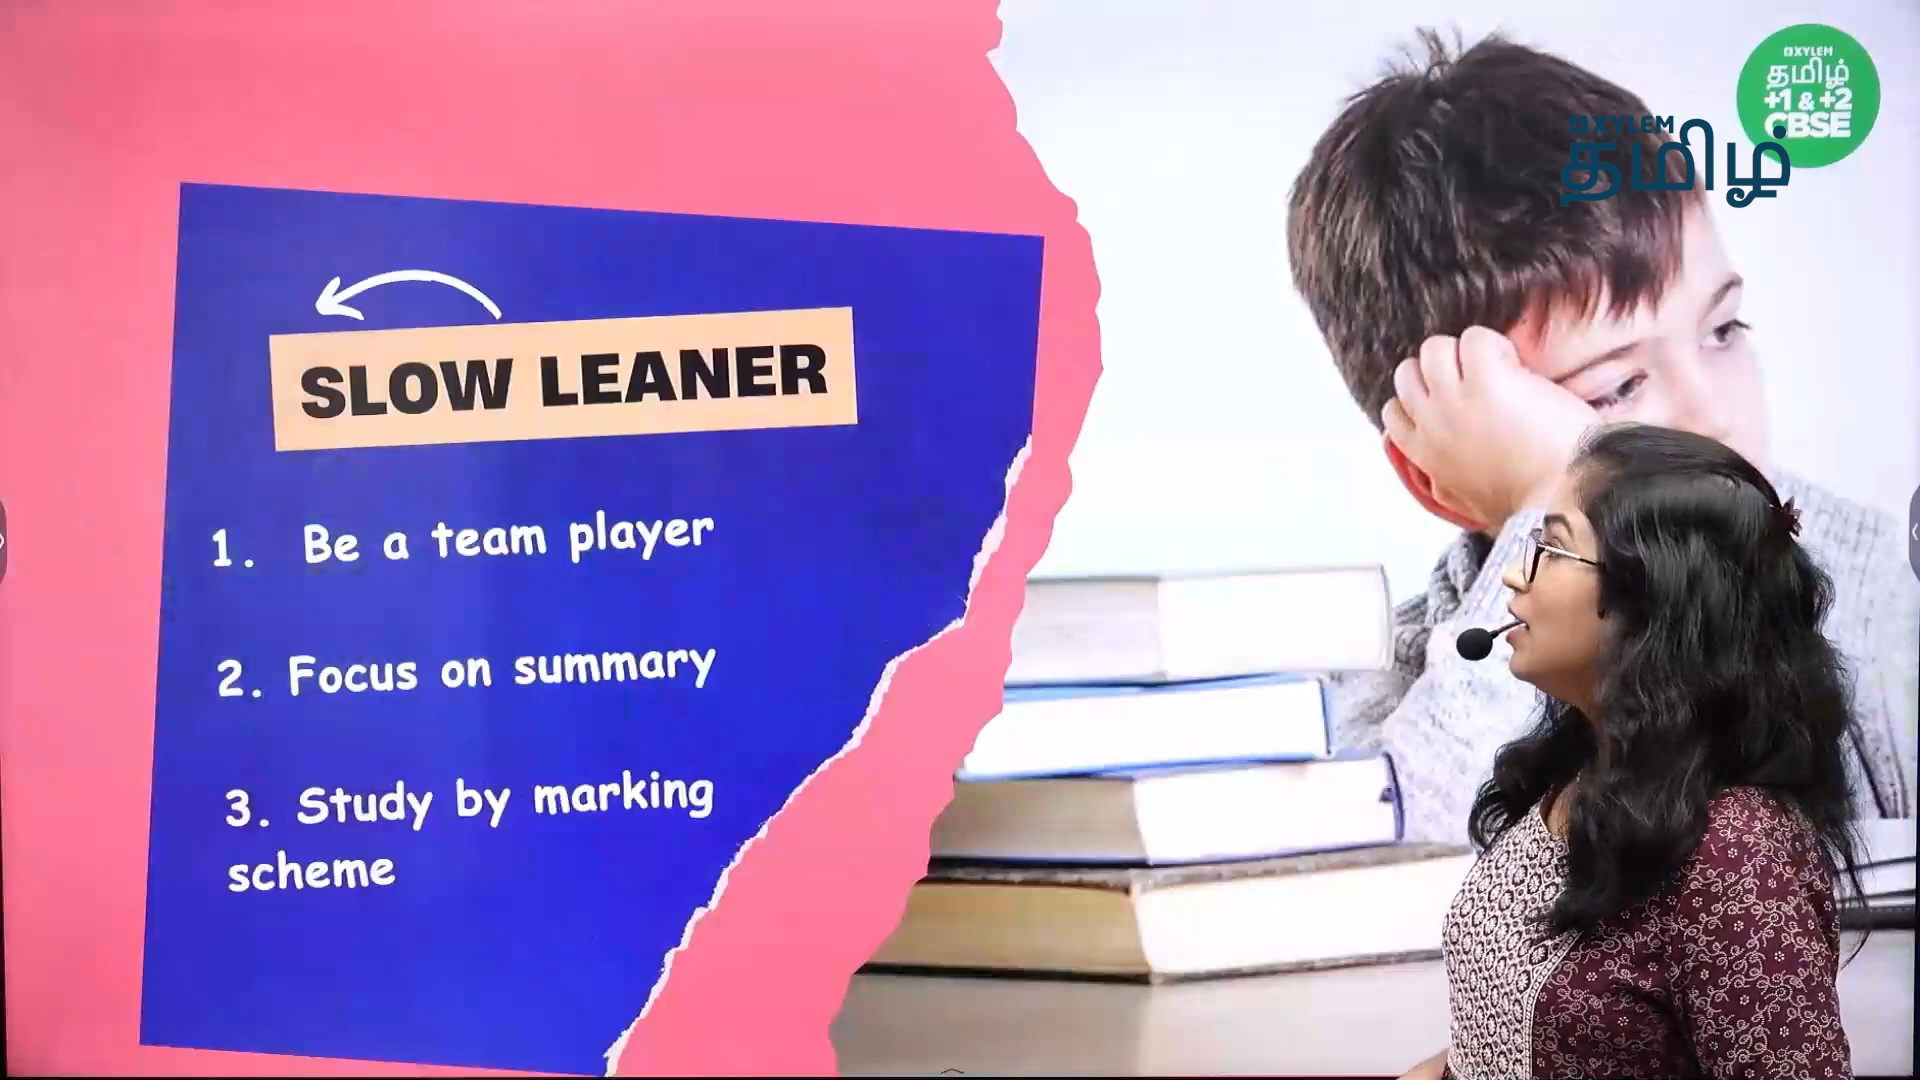 XYLEM
தமிழ்
+1 & +2
CBSE
XYLEM
தமிழ்
SLOW LEANER
1. Be a team player
2. Focus on summary
3. Study by marking
scheme